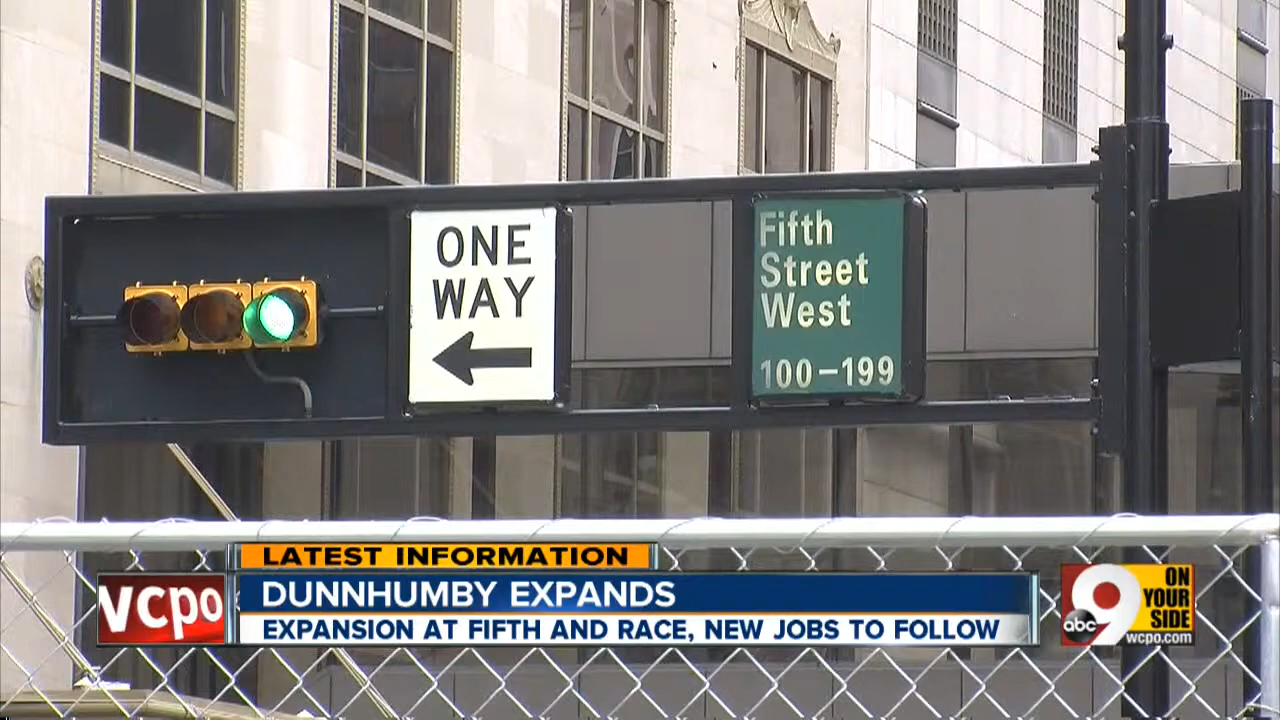 ONE
WAY
Fifth
Street
West
100-199
LATEST INFORMATION
vcpo
DUNNHUMBY EXPANDS
EXPANSION AT FIFTH AND RACE, NEW JOBS TO FOLLOW
9
abc
ON
YOUR
SIDE
wcpo.com